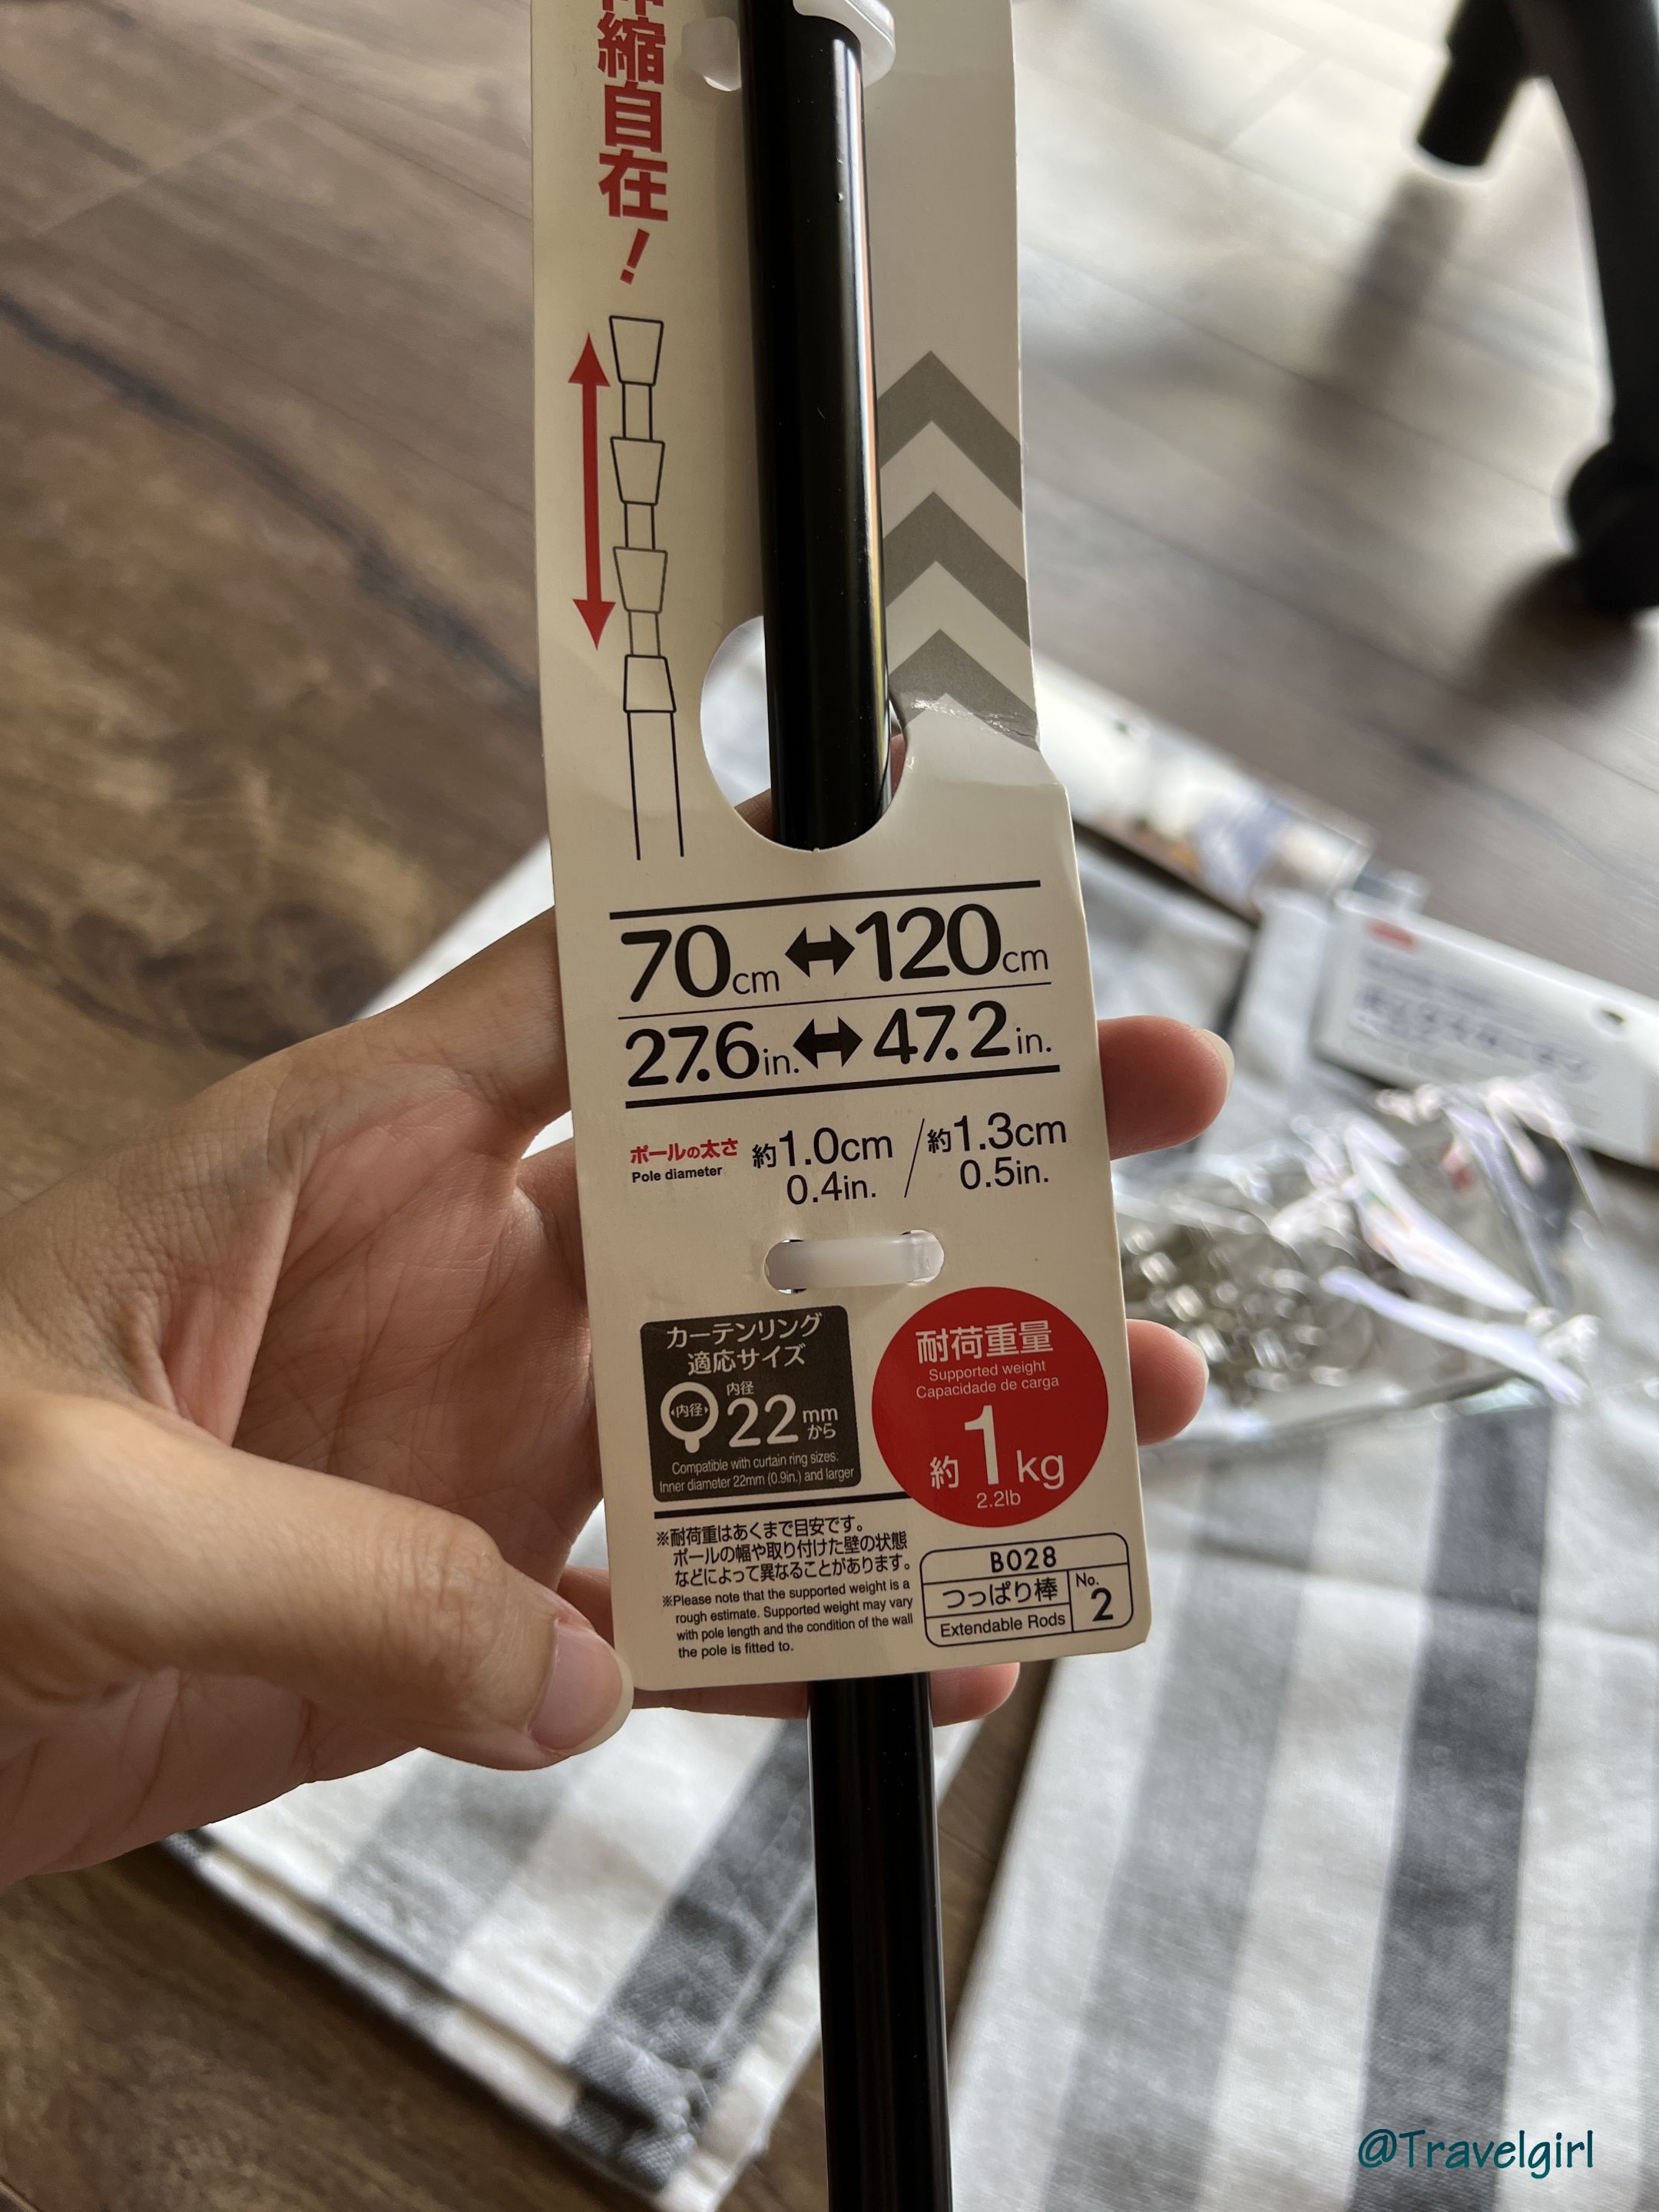 伸縮自在！
70cm ⬌ 120cm
27.6in. ⬌ 47.2in.
ポールの太さ 約1.0cm / 約1.3cm
Pole diameter 0.4in. 0.5in.
カーテンリング
適応サイズ
内径
内径 22mmから
Compatible with curtain ring sizes:
Inner diameter 22mm (0.9in.) and larger
耐荷重量
Supported weight
Capacidade de carga
約1kg
2.2lb
※耐荷重はあくまで目安です。
ポールの幅や取り付けた壁の状態
などによって異なることがあります。
※Please note that the supported weight is a
rough estimate. Supported weight may vary
with pole length and the condition of the wall
the pole is fitted to.
B028
つっぱり棒
Extendable Rods
No.
2
@Travelgirl